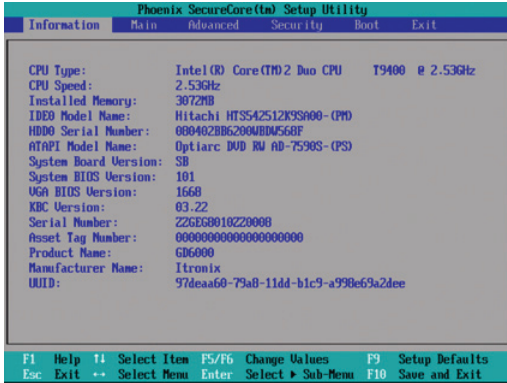 Phoenix SecureCore(tm) Setup Utility
Information Main Advanced Security Boot Exit
CPU Type: Intel(R) Core(TM)2 Duo CPU T9400 @ 2.53GHz
CPU Speed: 2.53GHz
Installed Memory: 3072MB
IDE0 Model Name: Hitachi HTS542512K9SA00-(PM)
HDD0 Serial Number: 080402BB6200WBDW568F
ATAPI Model Name: Optiarc DVD RW AD-7590S-(PS)
System Board Version: SB
System BIOS Version: 101
VGA BIOS Version: 1668
KBC Version: 03.22
Serial Number: ZZGEG8010ZZ0008
Asset Tag Number: 00000000000000000000
Product Name: GD6000
Manufacturer Name: Itronix
UUID: 97deaa60-79a8-11dd-b1c9-a998e69a2dee
F1 Help ↑↓ Select Item F5/F6 Change Values F9 Setup Defaults
Esc Exit ↔ Select Menu Enter Select ▸ Sub-Menu F10 Save and Exit